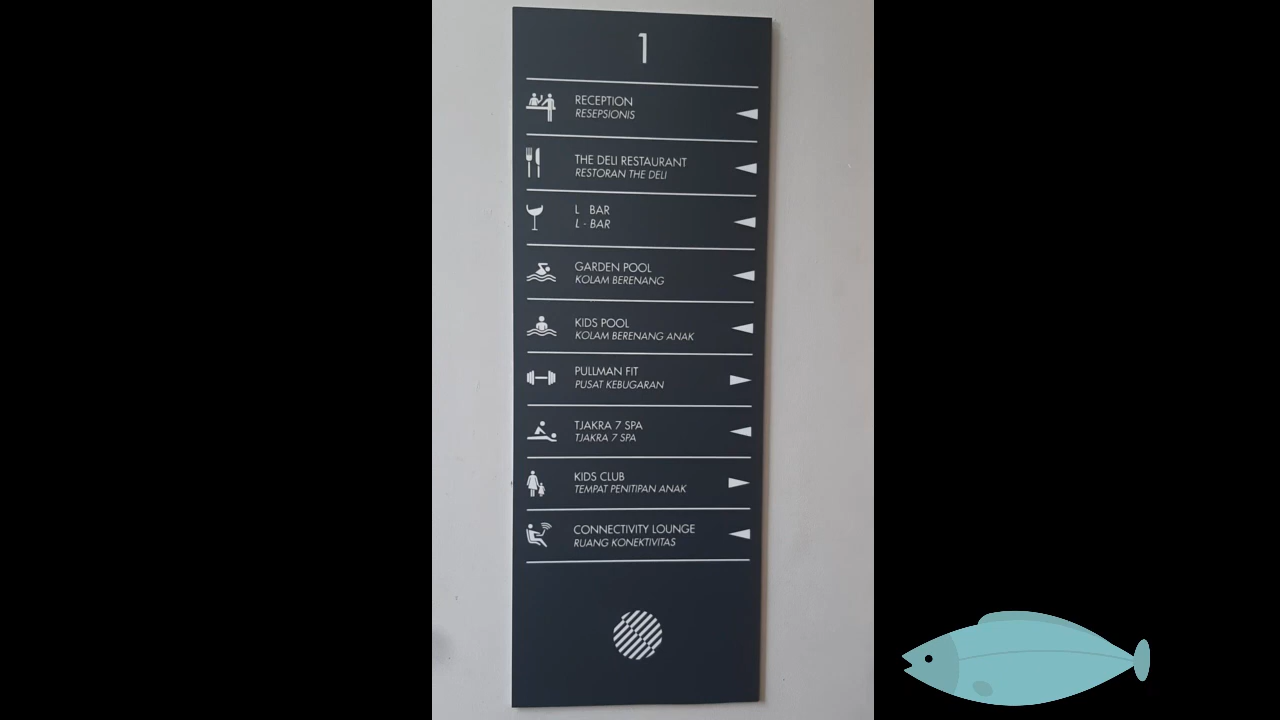 1
RECEPTION
RESEPSIONIS
THE DELI RESTAURANT
RESTORAN THE DELI
L BAR
L - BAR
GARDEN POOL
KOLAM BERENANG
KIDS POOL
KOLAM BERENANG ANAK
PULLMAN FIT
PUSAT KEBUGARAN
TJAKRA 7 SPA
TJAKRA 7 SPA
KIDS CLUB
TEMPAT PENITIPAN ANAK
CONNECTIVITY LOUNGE
RUANG KONEKTIVITAS